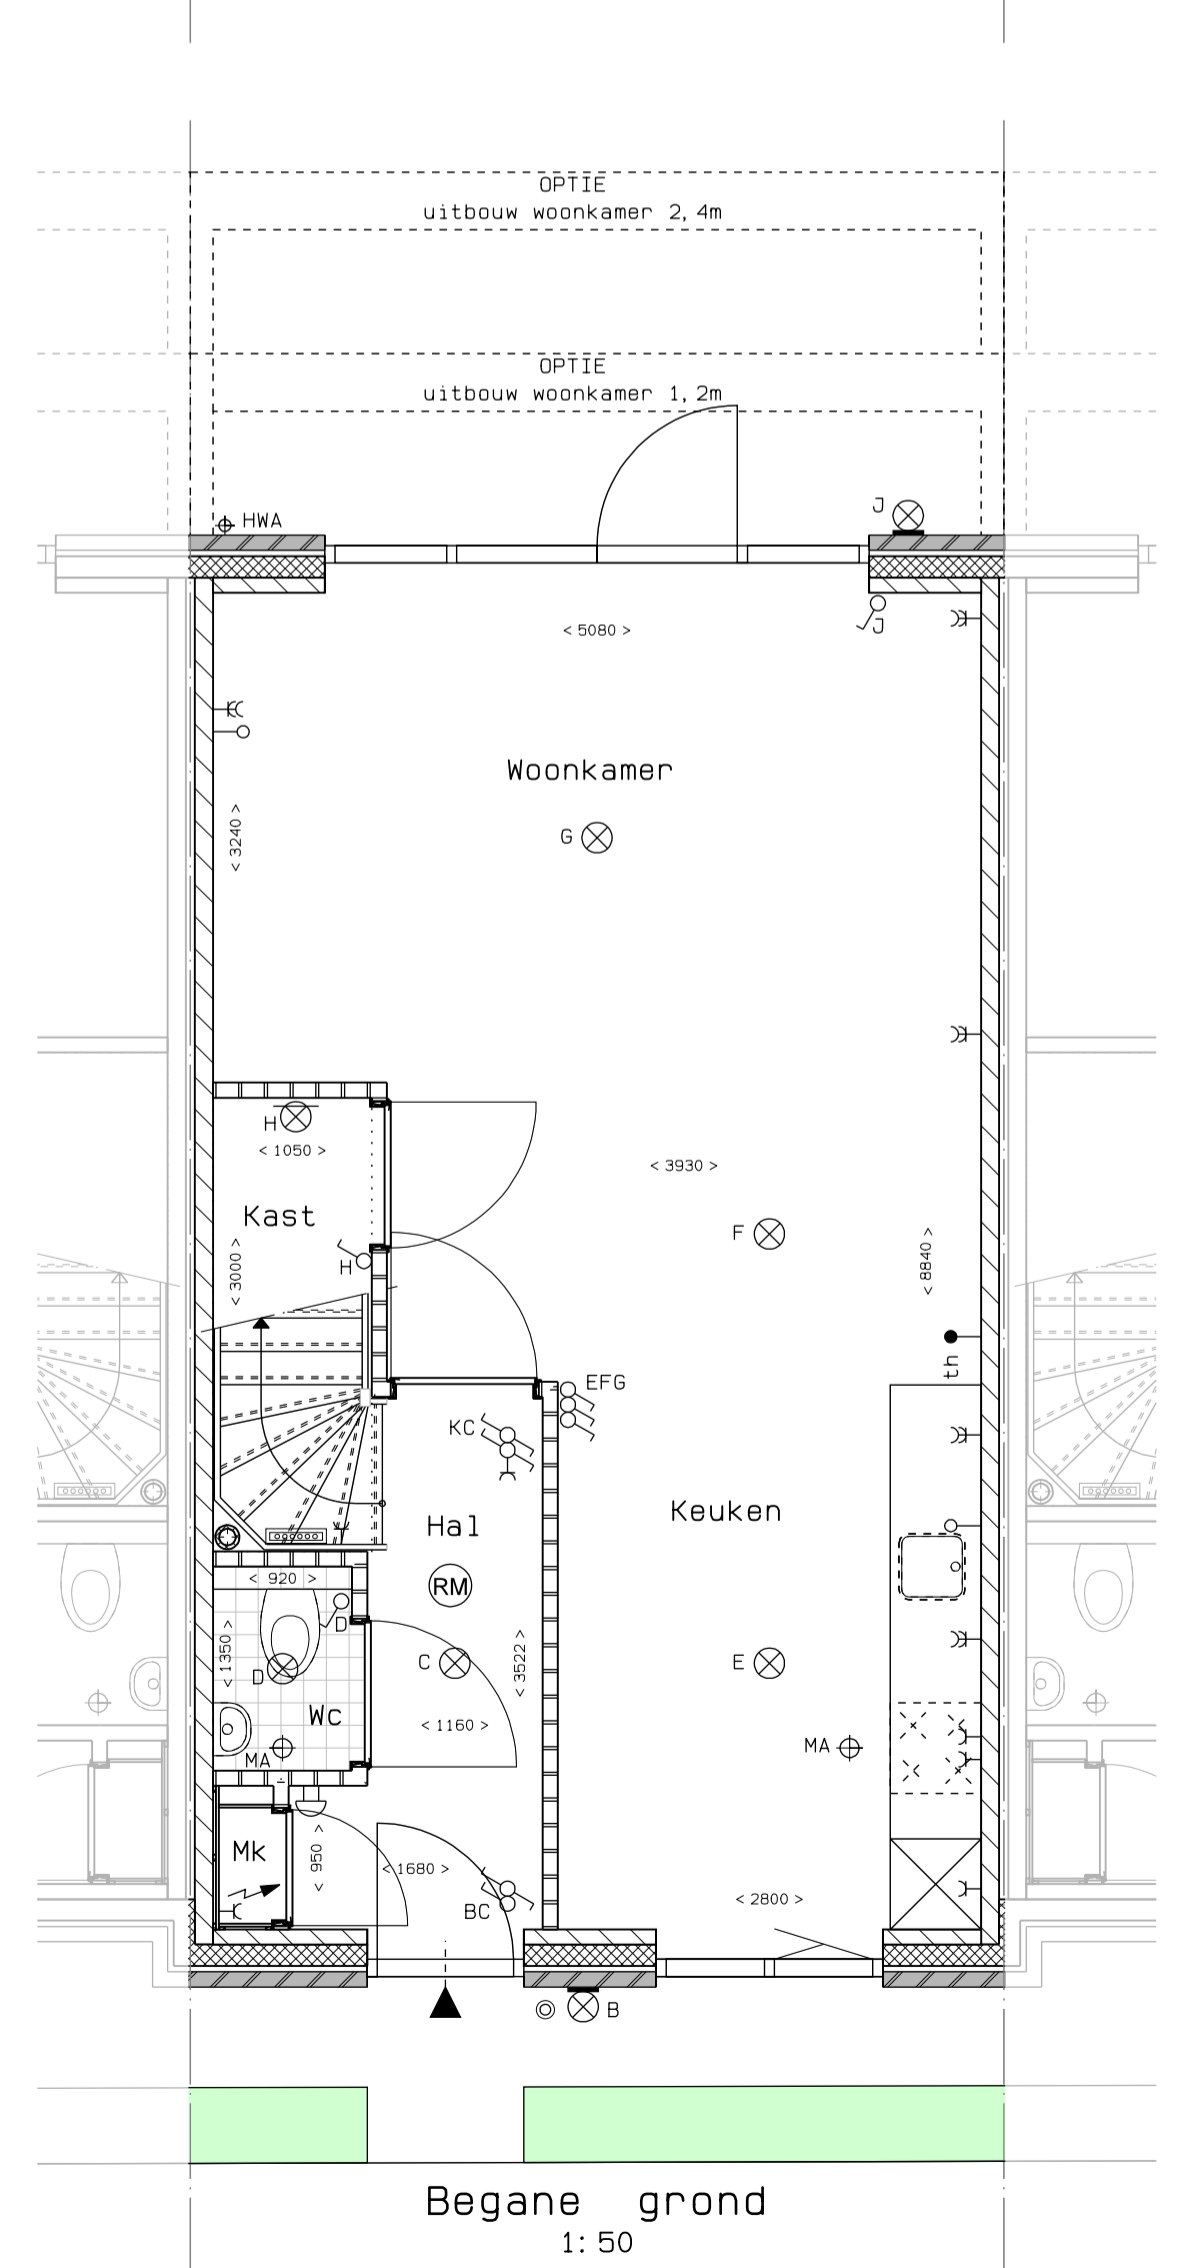 OPTIE
uitbouw woonkamer 2,4m
OPTIE
uitbouw woonkamer 1,2m
HWA
J
J
< 5080 >
Woonkamer
G
< 3240 >
H
< 1050 >
< 3930 >
Kast
F
H
< 3000 >
< 8840 >
th
EFG
KC
Keuken
Hal
< 920 >
RM
D
< 1350 >
D
C
< 3522 >
E
Wc
< 1160 >
MA
MA
Mk
< 950 >
< 1680 >
< 2800 >
BC
B
Begane grond
1:50